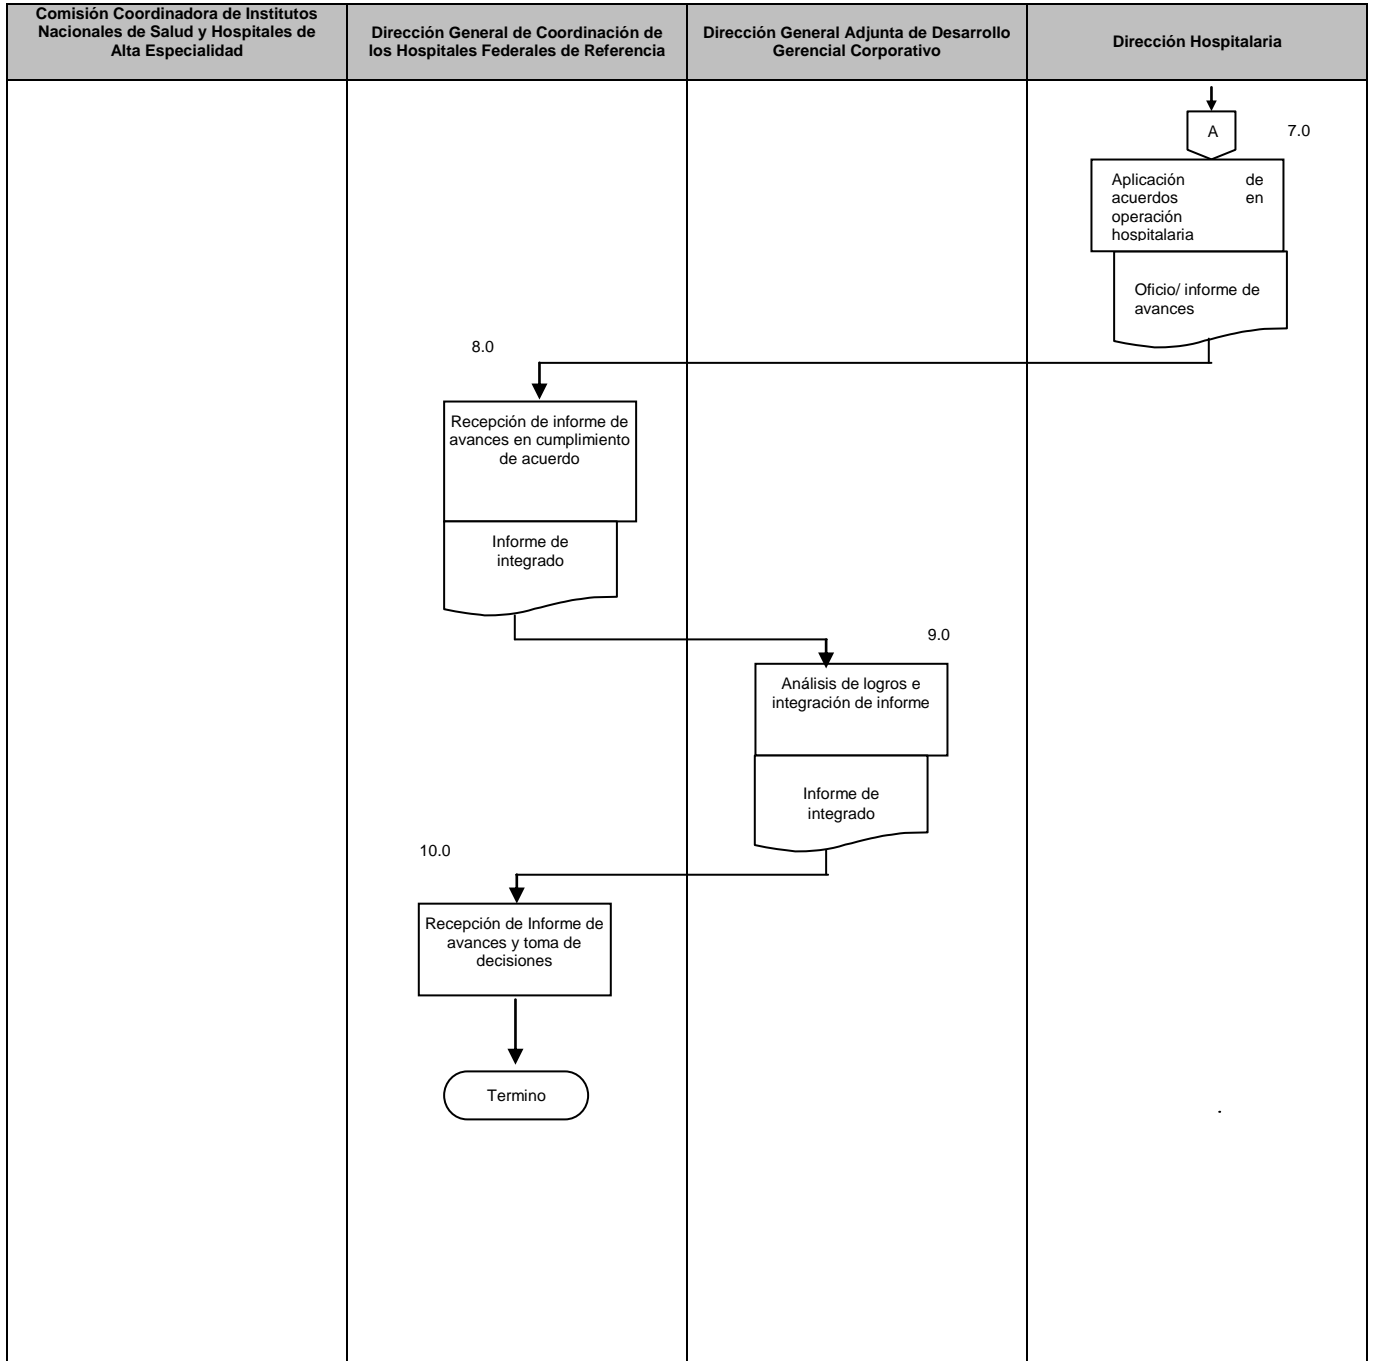 Comisión Coordinadora de Institutos
Nacionales de Salud y Hospitales de
Alta Especialidad
Dirección General de Coordinación de
los Hospitales Federales de Referencia
Dirección General Adjunta de Desarrollo
Gerencial Corporativo
Dirección Hospitalaria
A
7.0
Aplicación de
acuerdos en
operación
hospitalaria
Oficio/ informe de
avances
8.0
Recepción de informe de
avances en cumplimiento
de acuerdo
Informe de
integrado
9.0
Análisis de logros e
integración de informe
Informe de
integrado
10.0
Recepción de Informe de
avances y toma de
decisiones
Termino
.